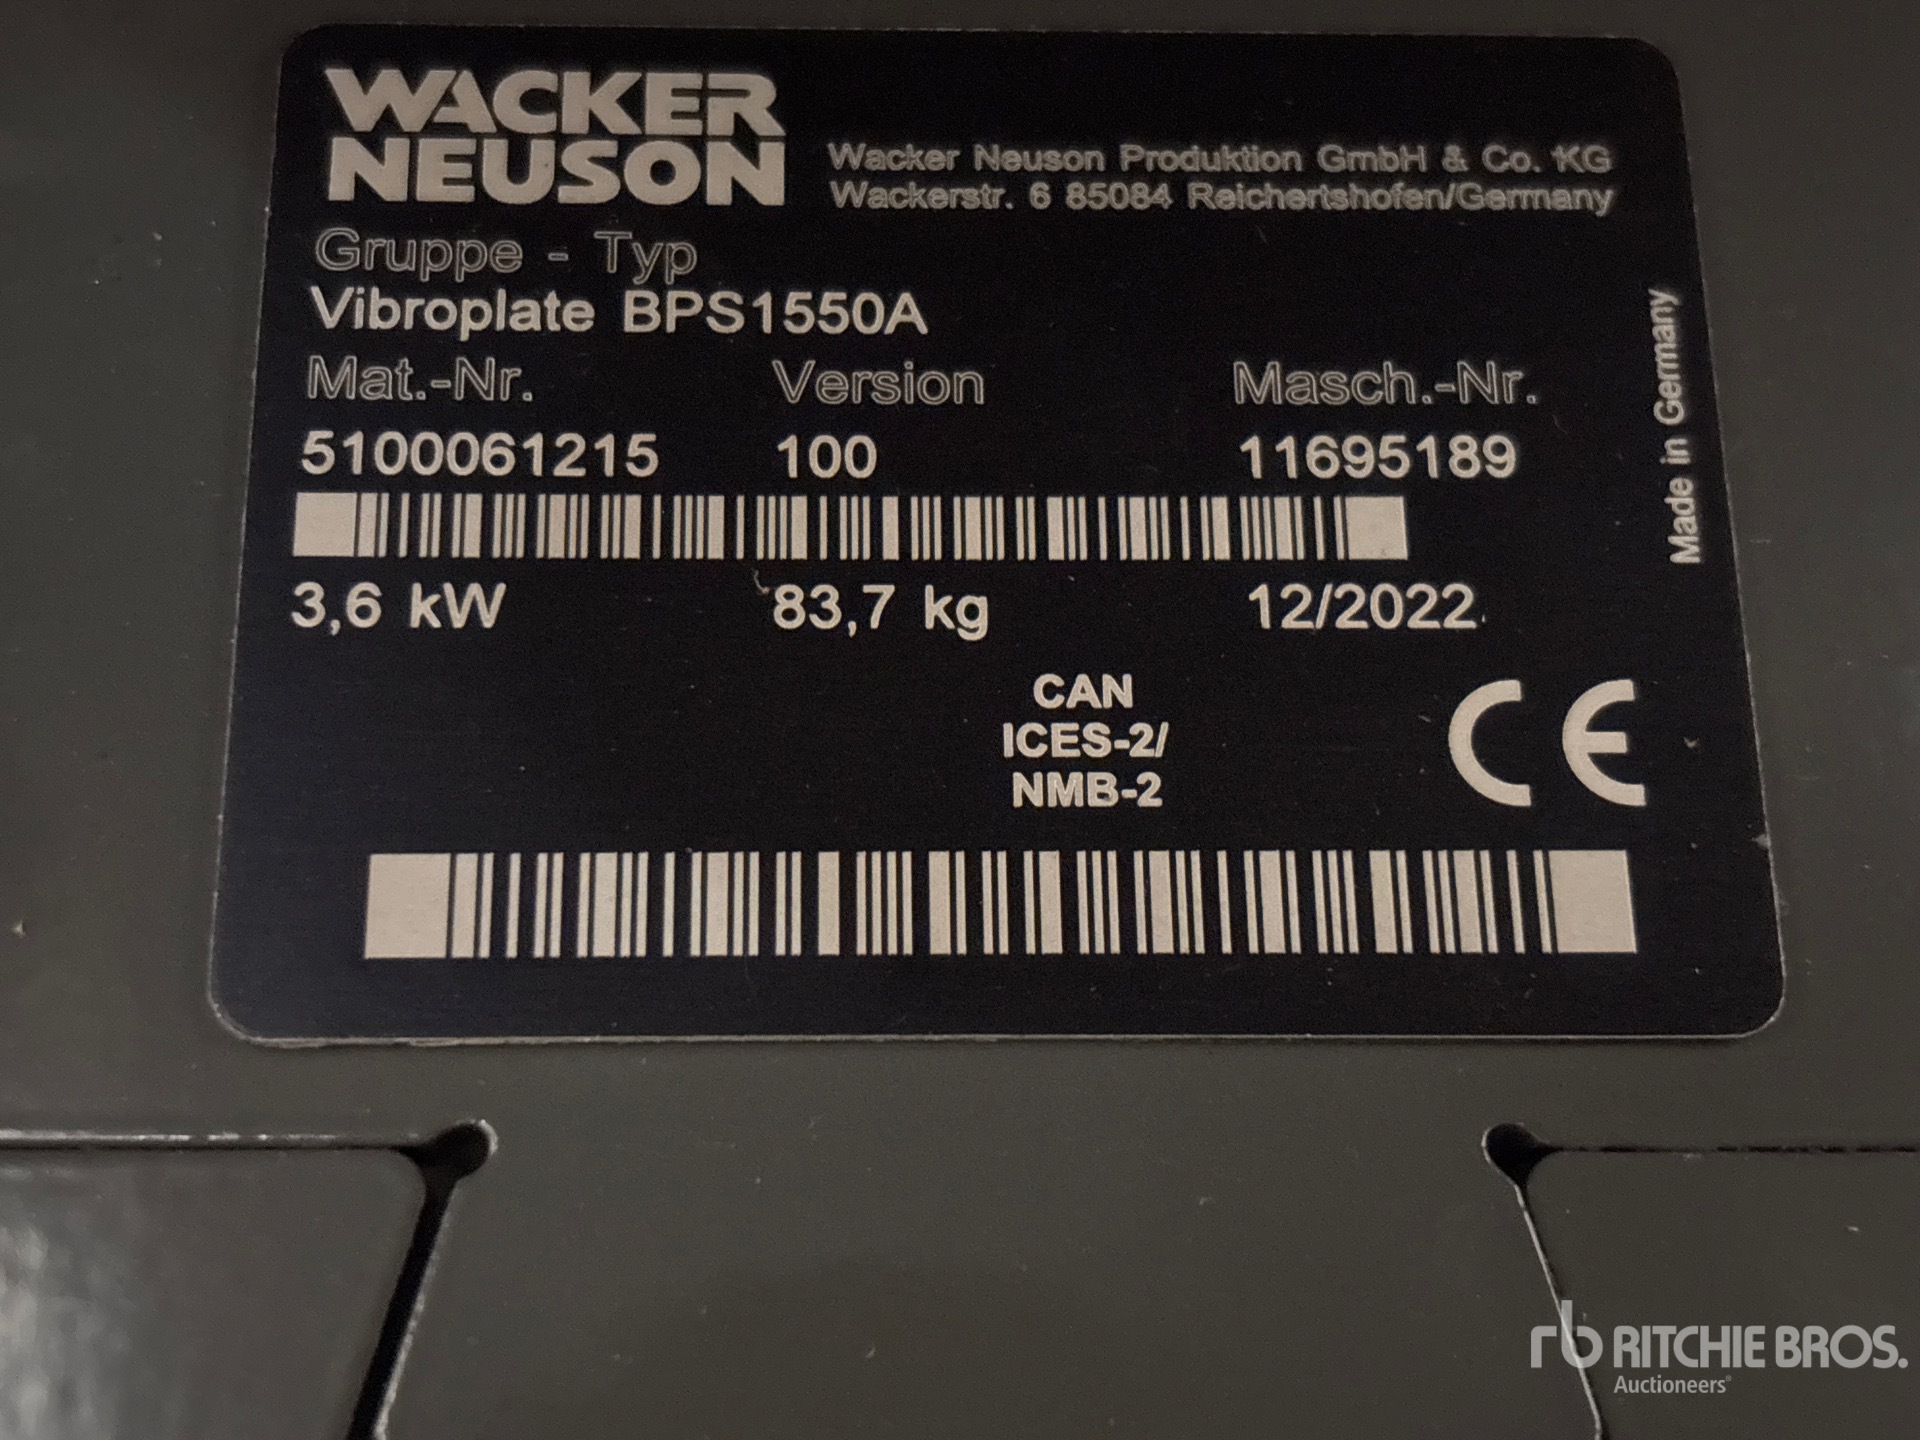 WACKER
NEUSON
Wacker Neuson Produktion GmbH & Co. KG
Wackerstr. 6 85084 Reichertshofen/Germany
Gruppe - Typ
Vibroplate BPS1550A
Mat.-Nr. Version Masch.-Nr.
5100061215 100 11695189
3,6 kW 83,7 kg 12/2022
CAN
ICES-2/
NMB-2
CE
Made in Germany
rb RITCHIE BROS.
Auctioneers®